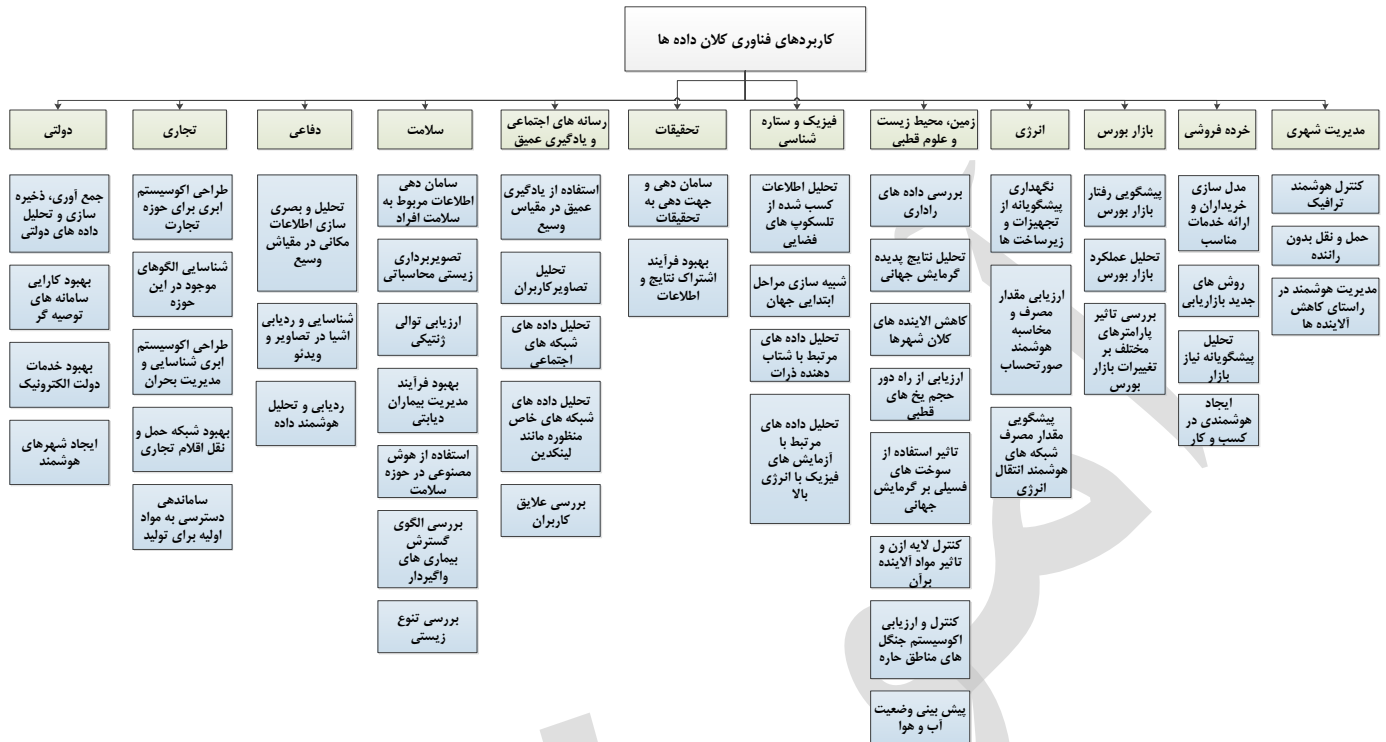 کاربردهای فناوری کلان داده ها
مدیریت شهری
کنترل هوشمند
ترافیک
حمل و نقل بدون
راننده
مدیریت هوشمند در
راستای کاهش
آلاینده ها
خرده فروشی
مدل سازی
خریداران و
ارائه خدمات
مناسب
روش های
جدید بازاریابی
تحلیل
پیشگویانه نیاز
بازار
ایجاد
هوشمندی در
کسب و کار
بازار بورس
پیشگویی رفتار
بازار بورس
تحلیل عملکرد
بازار بورس
بررسی تاثیر
پارامترهای
مختلف بر
تغییرات بازار
بورس
انرژی
نگهداری
پیشگویانه از
تجهیزات و
زیرساخت ها
ارزیابی مقدار
مصرف و
محاسبه
هوشمند
صورتحساب
پیشگویی
مقدار مصرف
شبکه های
هوشمند انتقال
انرژی
زمین، محیط زیست
و علوم قطبی
بررسی داده های
راداری
تحلیل نتایج پدیده
گرمایش جهانی
کاهش الاینده های
کلان شهرها
ارزیابی از راه دور
حجم یخ های
قطبی
تاثیر استفاده از
سوخت های
فسیلی بر گرمایش
جهانی
کنترل لایه ازن و
تاثیر مواد آلاینده
برآن
کنترل و ارزیابی
اکوسیستم جنگل
های مناطق حاره
پیش بینی وضعیت
آب و هوا
فیزیک و ستاره
شناسی
تحلیل اطلاعات
کسب شده از
تلسکوپ های
فضایی
شبیه سازی مراحل
ابتدایی جهان
تحلیل داده های
مرتبط با شتاب
دهنده ذرات
تحلیل داده های
مرتبط با
آزمایش های
فیزیک با انرژی
بالا
تحقیقات
سامان دهی و
جهت دهی به
تحقیقات
بهبود فرآیند
اشتراک نتایج و
اطلاعات
رسانه های اجتماعی
و یادگیری عمیق
استفاده از یادگیری
عمیق در مقیاس
وسیع
تحلیل
تصاویرکاربران
تحلیل داده های
شبکه های
اجتماعی
تحلیل داده های
شبکه های خاص
منظوره مانند
لینکدین
بررسی علایق
کاربران
سلامت
سامان دهی
اطلاعات مربوط به
سلامت افراد
تصویربرداری
زیستی محاسباتی
ارزیابی توالی
ژنتیکی
بهبود فرآیند
مدیریت بیماران
دیابتی
استفاده از هوش
مصنوعی در حوزه
سلامت
بررسی الگوی
گسترش
بیماری های
واگیردار
بررسی تنوع
زیستی
دفاعی
تحلیل و بصری
سازی اطلاعات
مکانی در مقیاش
وسیع
شناسایی و ردیابی
اشیا در تصاویر و
ویدئو
ردیابی و تحلیل
هوشمند داده
تجاری
طراحی اکوسیستم
ابری برای حوزه
تجارت
شناسایی الگوهای
موجود در این
حوزه
طراحی اکوسیستم
ابری شناسایی و
مدیریت بحران
بهبود شبکه حمل و
نقل اقلام تجاری
ساماندهی
دسترسی به مواد
اولیه برای تولید
دولتی
جمع آوری، ذخیره
سازی و تحلیل
داده های دولتی
بهبود کارایی
سامانه های
توصیه گر
بهبود خدمات
دولت الکترونیک
ایجاد شهرهای
هوشمند